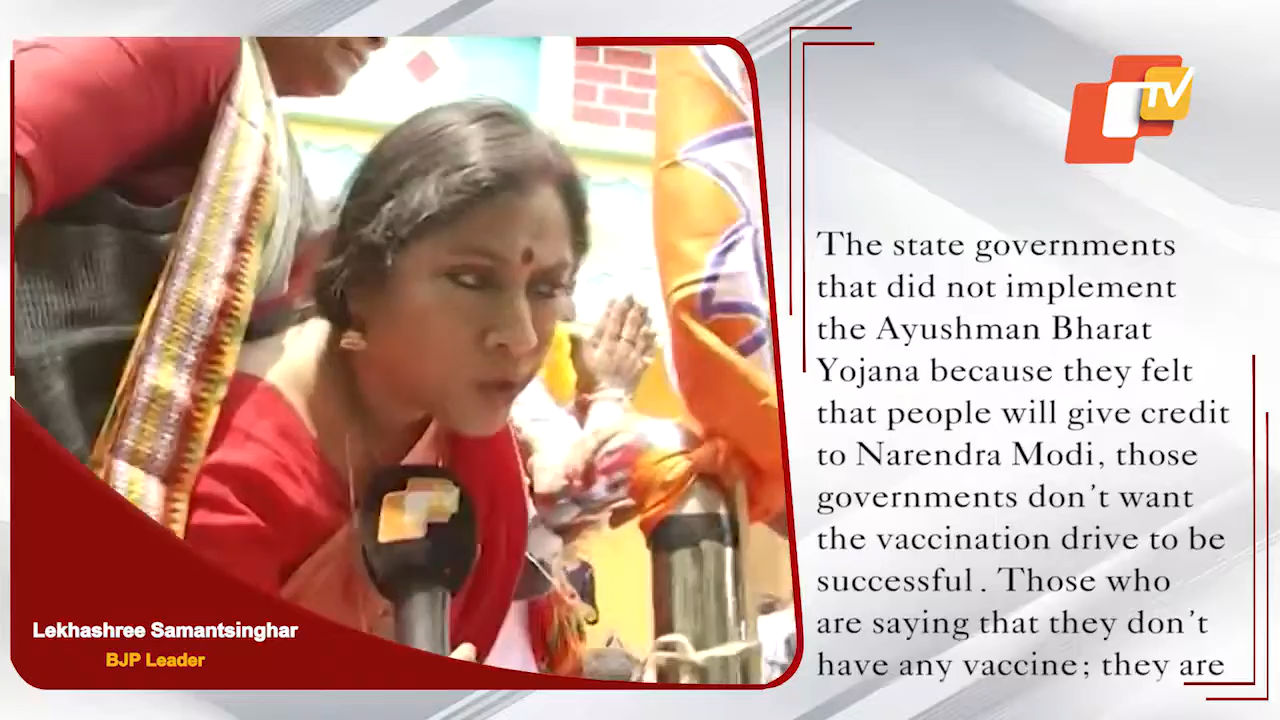 TV
The state governments
that did not implement
the Ayushman Bharat
Yojana because they felt
that people will give credit
to Narendra Modi, those
governments don't want
the vaccination drive to be
successful. Those who
are saying that they don't
have any vaccine; they are
Lekhashree Samantsinghar
BJP Leader